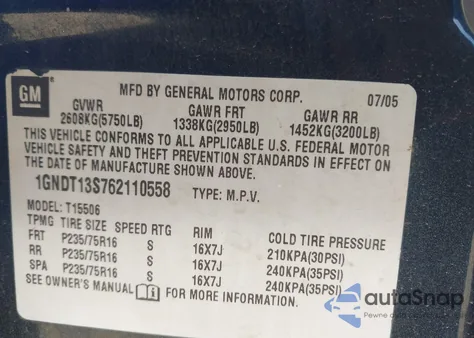 GM
MFD BY GENERAL MOTORS CORP. 07/05
GVWR GAWR FRT GAWR RR
2608KG(5750LB) 1338KG(2950LB) 1452KG(3200LB)
THIS VEHICLE CONFORMS TO ALL APPLICABLE U.S. FEDERAL MOTOR
VEHICLE SAFETY AND THEFT PREVENTION STANDARDS IN EFFECT ON
THE DATE OF MANUFACTURE SHOWN ABOVE.
1GNDT13S762110558 TYPE: M.P.V.
MODEL: T15506
TPMG TIRE SIZE SPEED RTG RIM COLD TIRE PRESSURE
FRT P235/75R16 S 16X7J 210KPA(30PSI)
RR P235/75R16 S 16X7J 240KPA(35PSI)
SPA P235/75R16 S 16X7J 240KPA(35PSI)
SEE OWNER'S MANUAL FOR MORE INFORMATION.
autoSnap
Pewne auto z